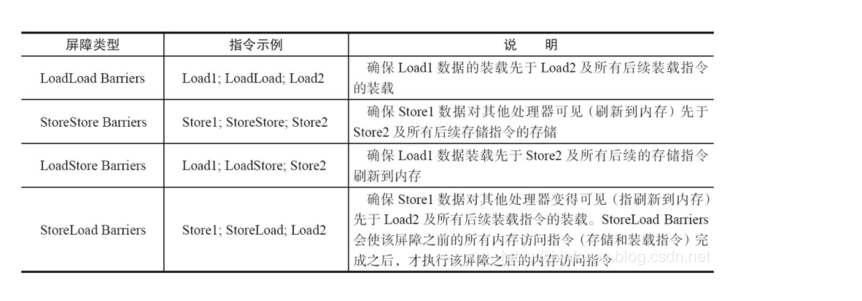 屏障类型 指令示例 说 明
LoadLoad Barriers Load1; LoadLoad; Load2 确保 Load1 数据的装载先于 Load2 及所有后续装载指令
的装载
StoreStore Barriers Store1; StoreStore; Store2 确保 Store1 数据对其他处理器可见（刷新到内存）先于
Store2 及所有后续存储指令的存储
LoadStore Barriers Load1; LoadStore; Store2 确保 Load1 数据装载先于 Store2 及所有后续的存储指令
刷新到内存
StoreLoad Barriers Store1; StoreLoad; Load2 确保 Store1 数据对其他处理器变得可见（指刷新到内存）
先于 Load2 及所有后续装载指令的装载。StoreLoad Barriers
会使该屏障之前的所有内存访问指令（存储和装载指令）完
成之后，才执行该屏障之后的内存访问指令
blog.csdn.net